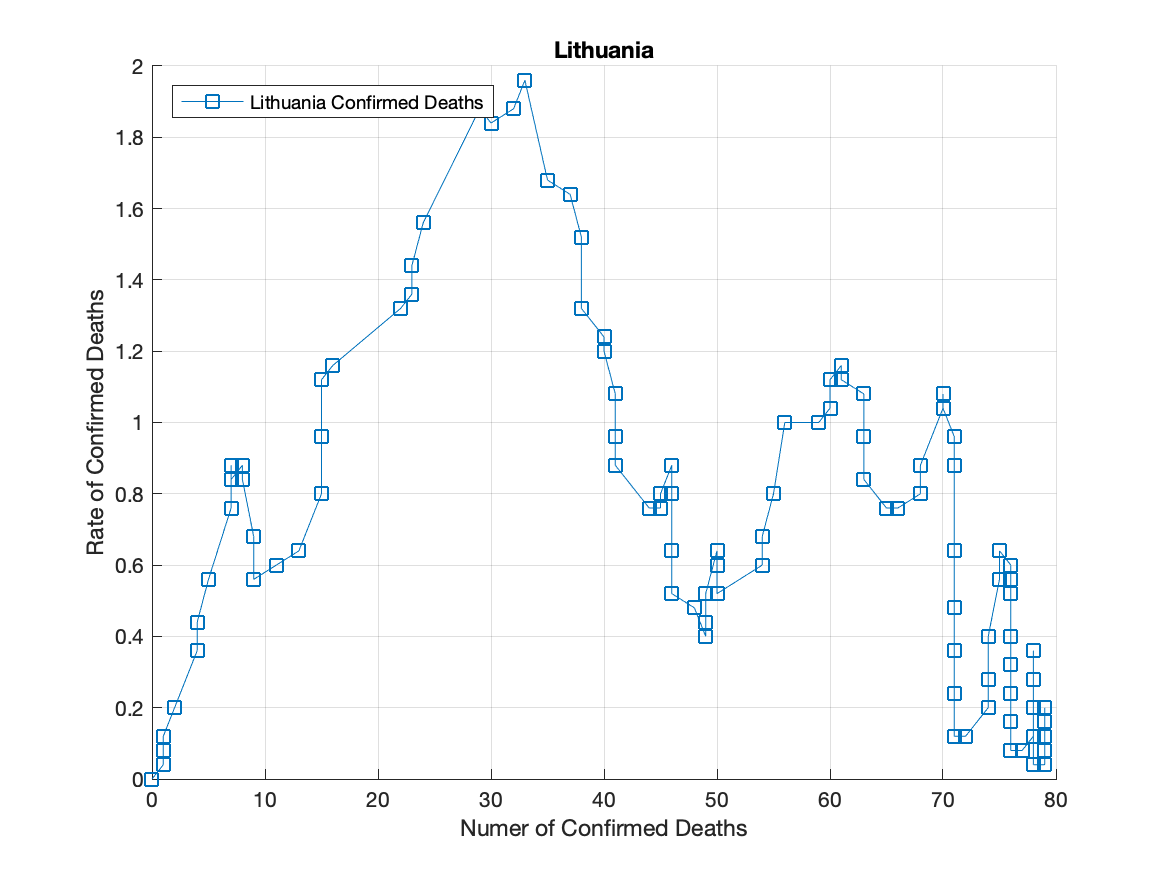 Lithuania
Lithuania Confirmed Deaths
Rate of Confirmed Deaths
2
1.8
1.6
1.4
1.2
1
0.8
0.6
0.4
0.2
0
0 10 20 30 40 50 60 70 80
Numer of Confirmed Deaths